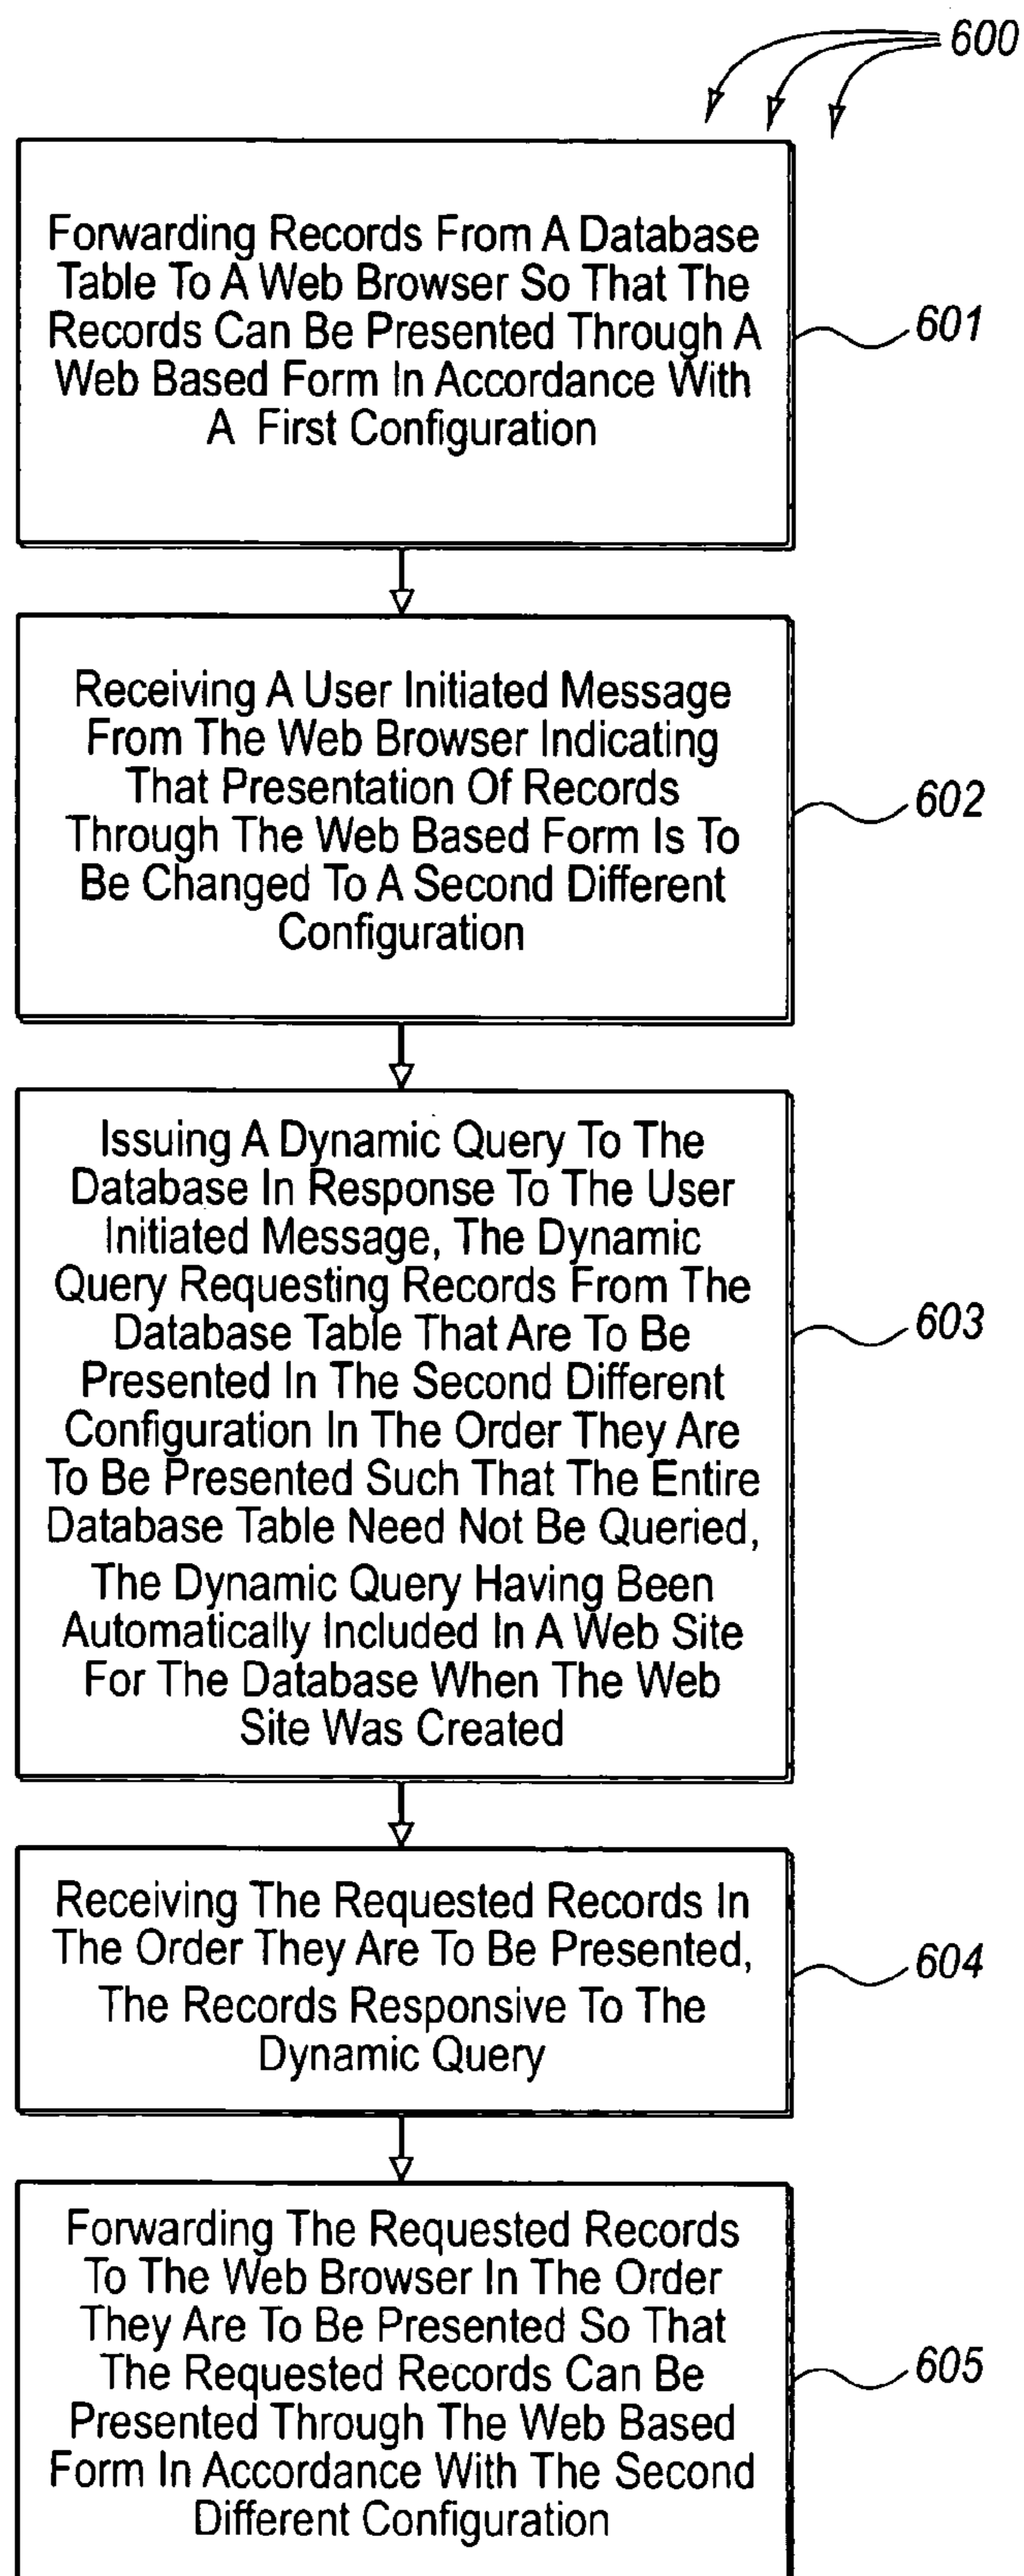 600
Forwarding Records From A Database
Table To A Web Browser So That The
Records Can Be Presented Through A
Web Based Form In Accordance With
A First Configuration
601
Receiving A User Initiated Message
From The Web Browser Indicating
That Presentation Of Records
Through The Web Based Form Is To
Be Changed To A Second Different
Configuration
602
Issuing A Dynamic Query To The
Database In Response To The User
Initiated Message, The Dynamic
Query Requesting Records From The
Database Table That Are To Be
Presented In The Second Different
Configuration In The Order They Are
To Be Presented Such That The Entire
Database Table Need Not Be Queried,
The Dynamic Query Having Been
Automatically Included In A Web Site
For The Database When The Web
Site Was Created
603
Receiving The Requested Records In
The Order They Are To Be Presented,
The Records Responsive To The
Dynamic Query
604
Forwarding The Requested Records
To The Web Browser In The Order
They Are To Be Presented So That
The Requested Records Can Be
Presented Through The Web Based
Form In Accordance With The Second
Different Configuration
605